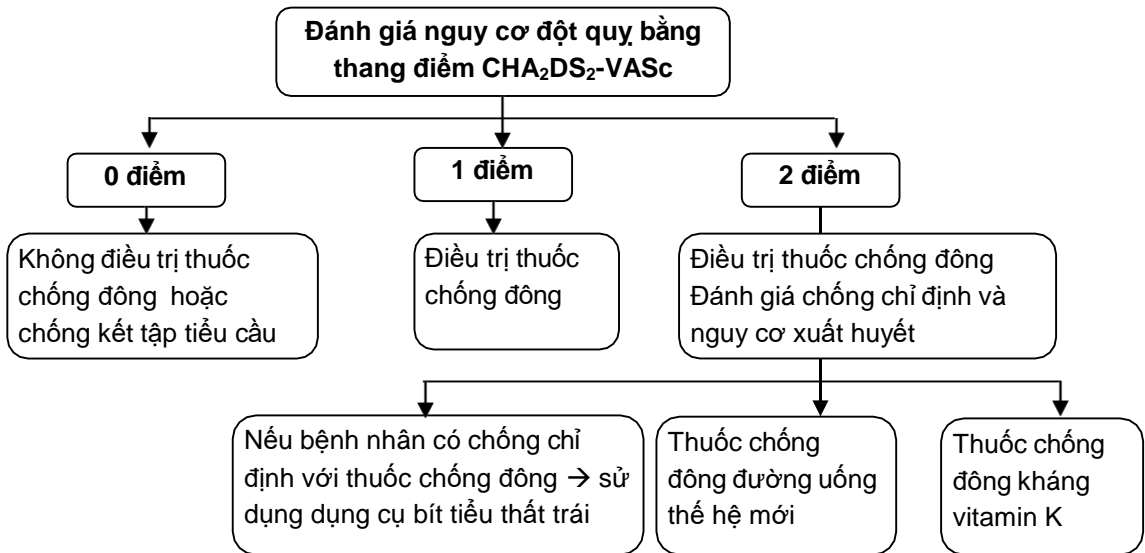 Đánh giá nguy cơ đột quỵ bằng
thang điểm CHA₂DS₂-VASc
0 điểm
1 điểm
2 điểm
Không điều trị thuốc
chống đông hoặc
chống kết tập tiểu cầu
Điều trị thuốc
chống đông
Điều trị thuốc chống đông
Đánh giá chống chỉ định và
nguy cơ xuất huyết
Nếu bệnh nhân có chống chỉ
định với thuốc chống đông → sử
dụng dụng cụ bít tiểu thất trái
Thuốc chống
đông đường uống
thế hệ mới
Thuốc chống
đông kháng
vitamin K